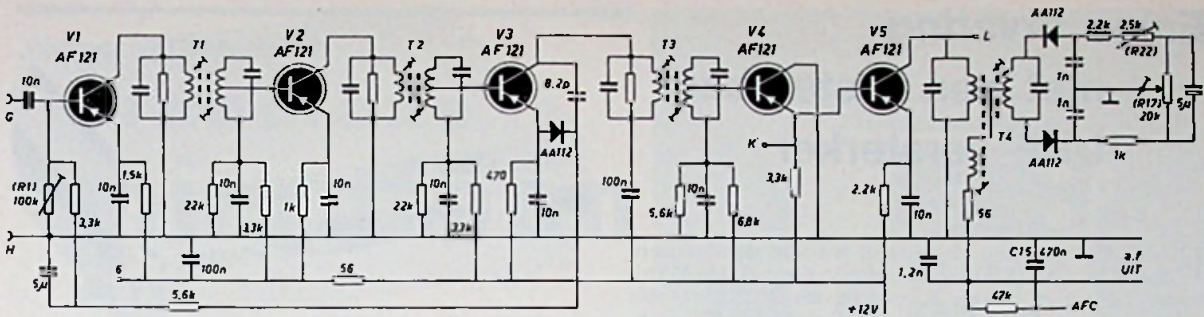 V1
AF121
T1
V2
AF121
T2
V3
AF121
8.2p
T3
V4
AF121
V5
AF121
L
AA112
2,2k
2,5k
(R22)
10n
G
1n
1n
(R17)
20k
5µ
AA112
K
AA112
T4
1k
(R1)
100k
3,3k
10n
1,5k
22k
10n
3,3k
1k
10n
22k
10n
3,3k
470
10n
100n
5,6k
10n
6,8k
3,3k
2,2k
10n
56
H
5µ
6
100n
56
5,6k
+12V
1,2n
C15
470n
a.f
UIT
47k
AFC